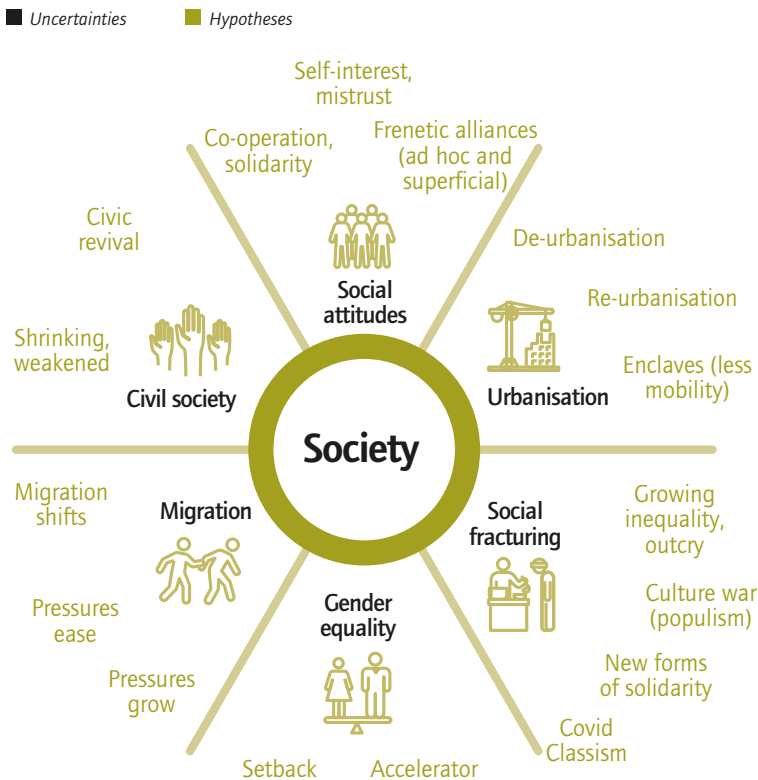 Uncertainties
Hypotheses
Self-interest,
mistrust
Co-operation,
solidarity
Frenetic alliances
(ad hoc and
superficial)
Social
attitudes
Civic
revival
Shrinking,
weakened
Civil society
De-urbanisation
Re-urbanisation
Enclaves (less
mobility)
Urbanisation
Society
Migration
shifts
Pressures
ease
Pressures
grow
Migration
Gender
equality
Setback
Accelerator
Social
fracturing
Growing
inequality,
outcry
Culture war
(populism)
New forms
of solidarity
Covid
Classism